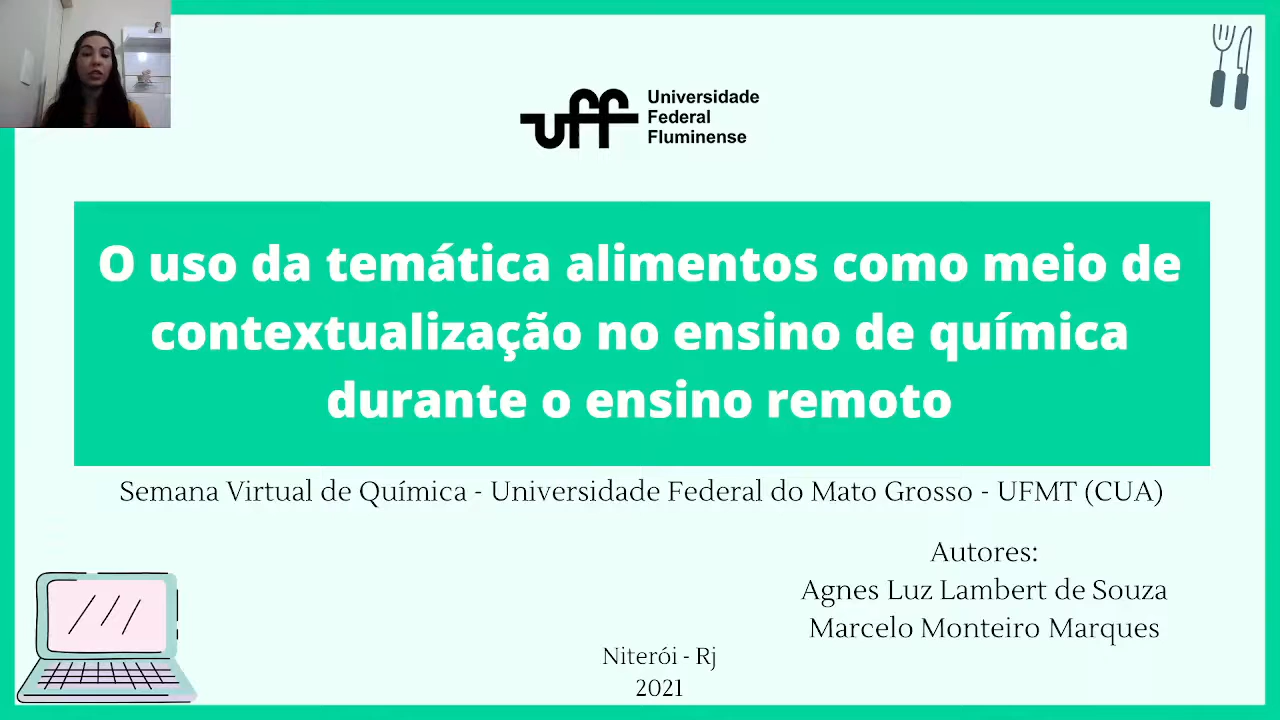 uff
Universidade
Federal
Fluminense
O uso da temática alimentos como meio de
contextualização no ensino de química
durante o ensino remoto
Semana Virtual de Química - Universidade Federal do Mato Grosso - UFMT (CUA)
Autores:
Agnes Luz Lambert de Souza
Marcelo Monteiro Marques
Niterói - Rj
2021